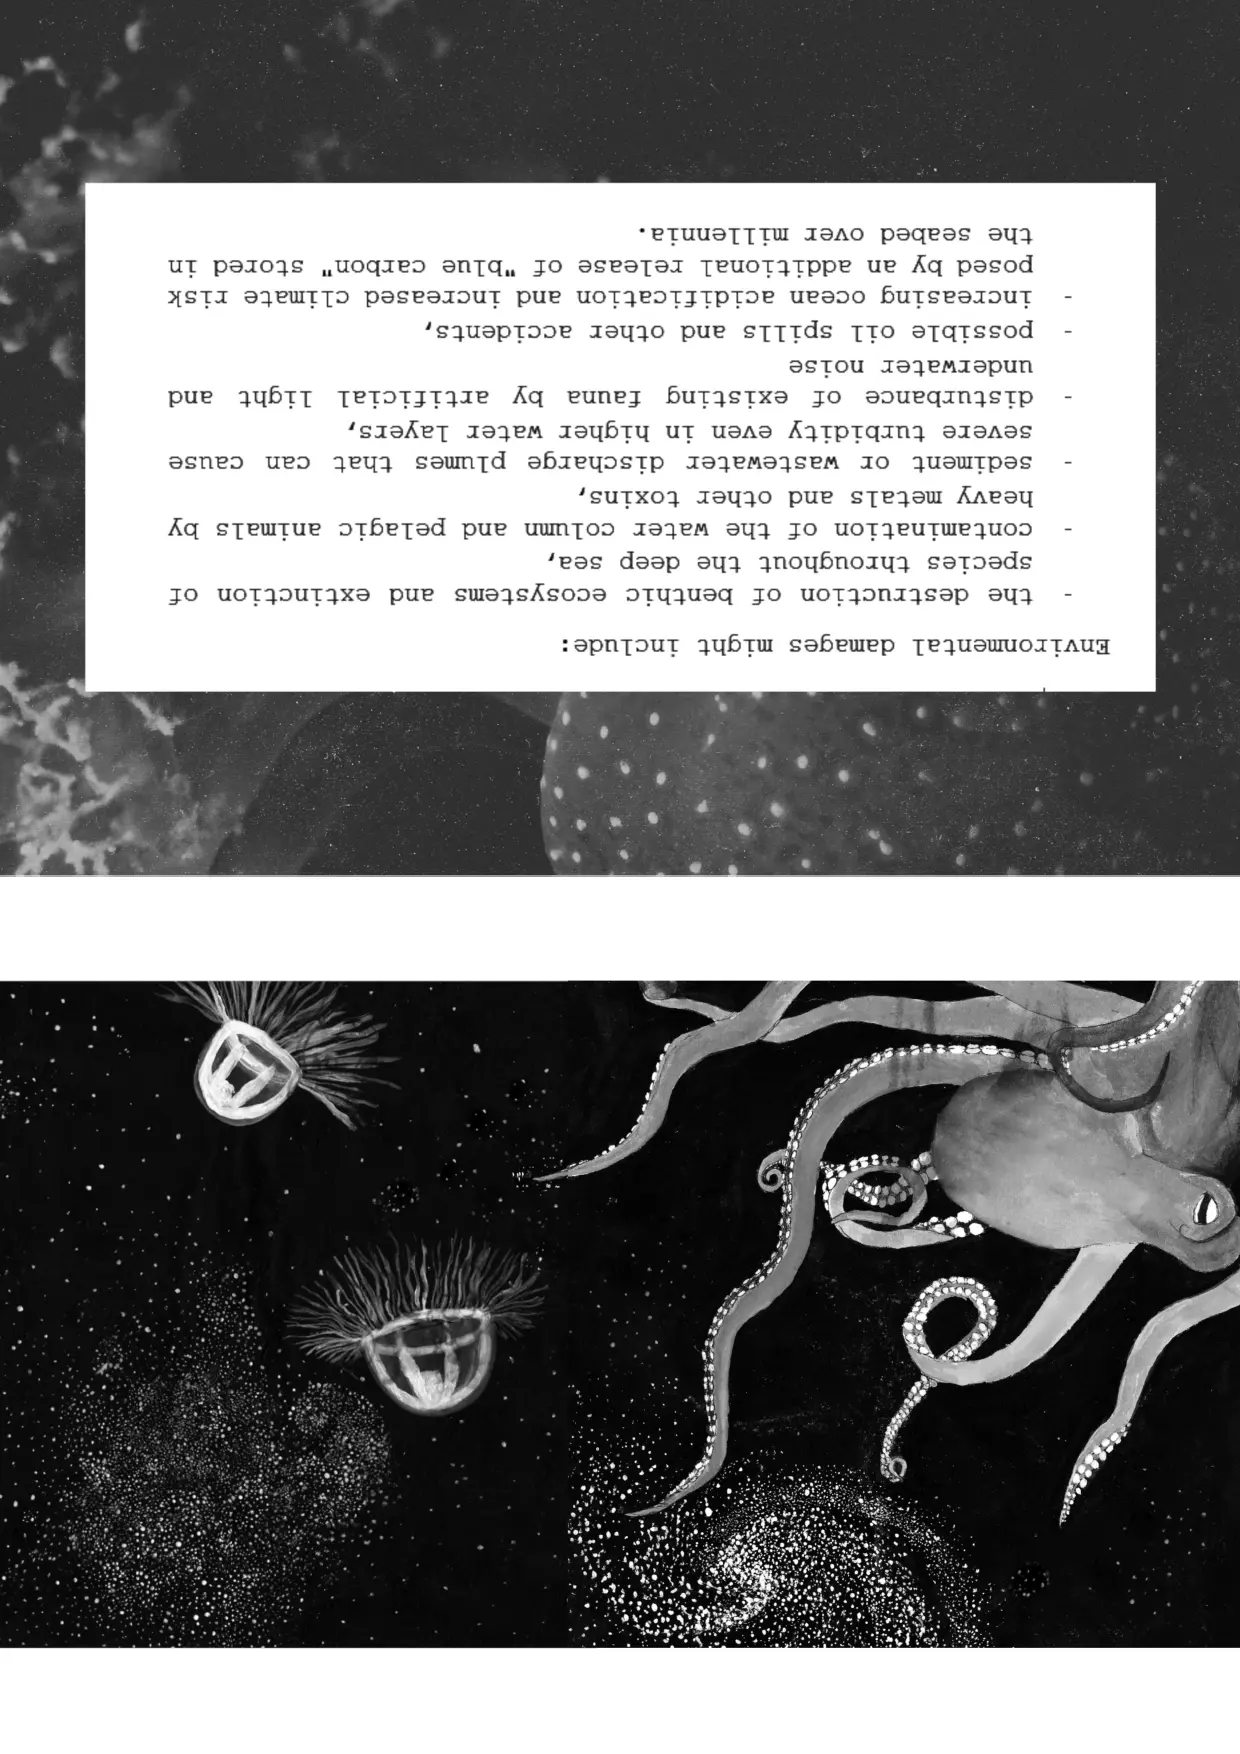 Environmental damages might include:
- the destruction of benthic ecosystems and extinction of
species throughout the deep sea,
- contamination of the water column and pelagic animals by
heavy metals and other toxins,
- sediment or wastewater discharge plumes that can cause
severe turbidity even in higher water layers,
- disturbance of existing fauna by artificial light and
underwater noise
- possible oil spills and other accidents,
- increasing ocean acidification and increased climate risk
posed by an additional release of "blue carbon" stored in
the seabed over millennia.